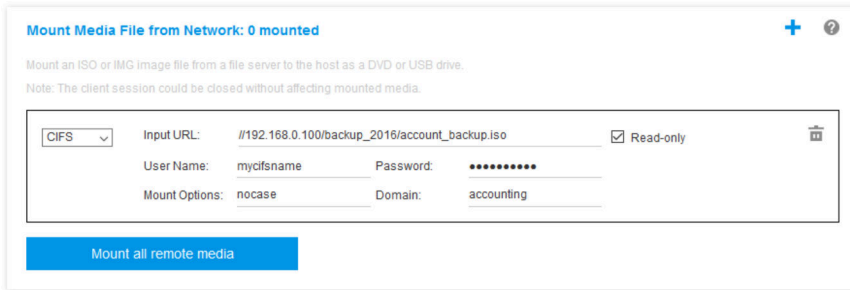 Mount Media File from Network: 0 mounted
Mount an ISO or IMG image file from a file server to the host as a DVD or USB drive.
Note: The client session could be closed without affecting mounted media.
CIFS Input URL: //192.168.0.100/backup_2016/account_backup.iso Read-only
User Name: mycifsname Password: ●●●●●●●●●●
Mount Options: nocase Domain: accounting
Mount all remote media